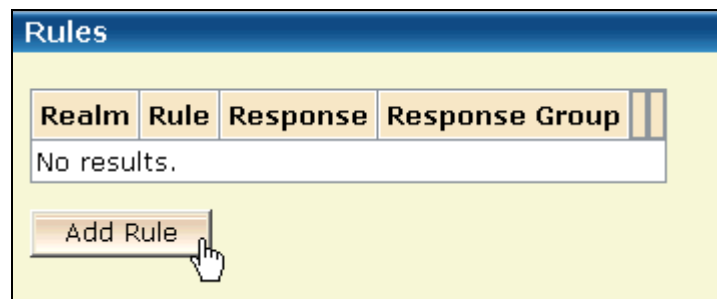 Rules
Realm Rule Response Response Group
No results.
Add Rule